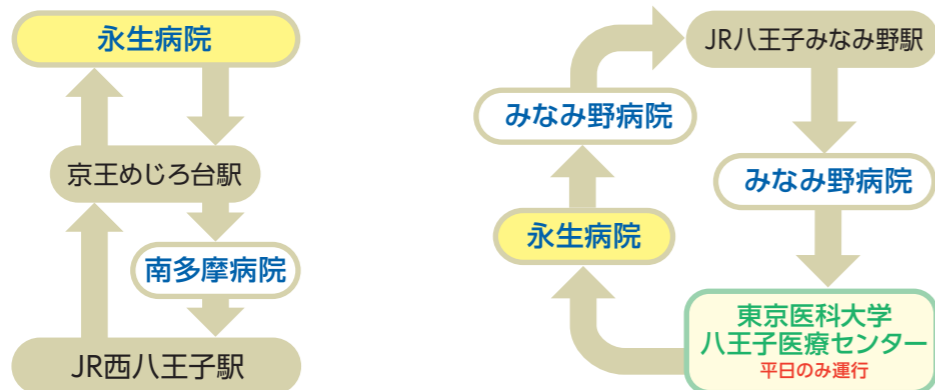 永生病院
京王めじろ台駅
南多摩病院
JR西八王子駅
JR八王子みなみ野駅
みなみ野病院
みなみ野病院
永生病院
東京医科大学
八王子医療センター
平日のみ運行